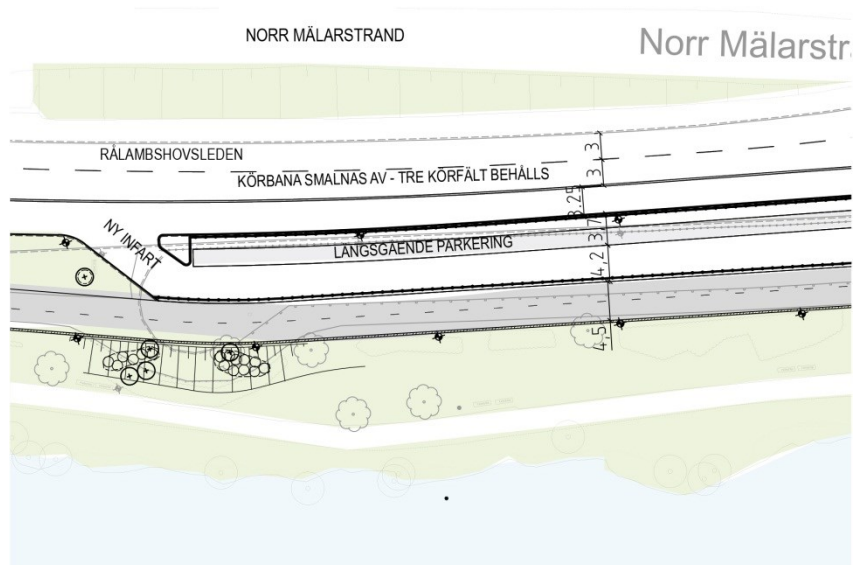 NORR MÄLARSTRAND
Norr Mälarstr
RÅLAMBSHOVSLEDEN
KÖRBANA SMALNAS AV - TRE KÖRFÄLT BEHÅLLS
NY INFART
LÅNGSGÅENDE PARKERING
3
3
3.25
3.7
4,2
4,5